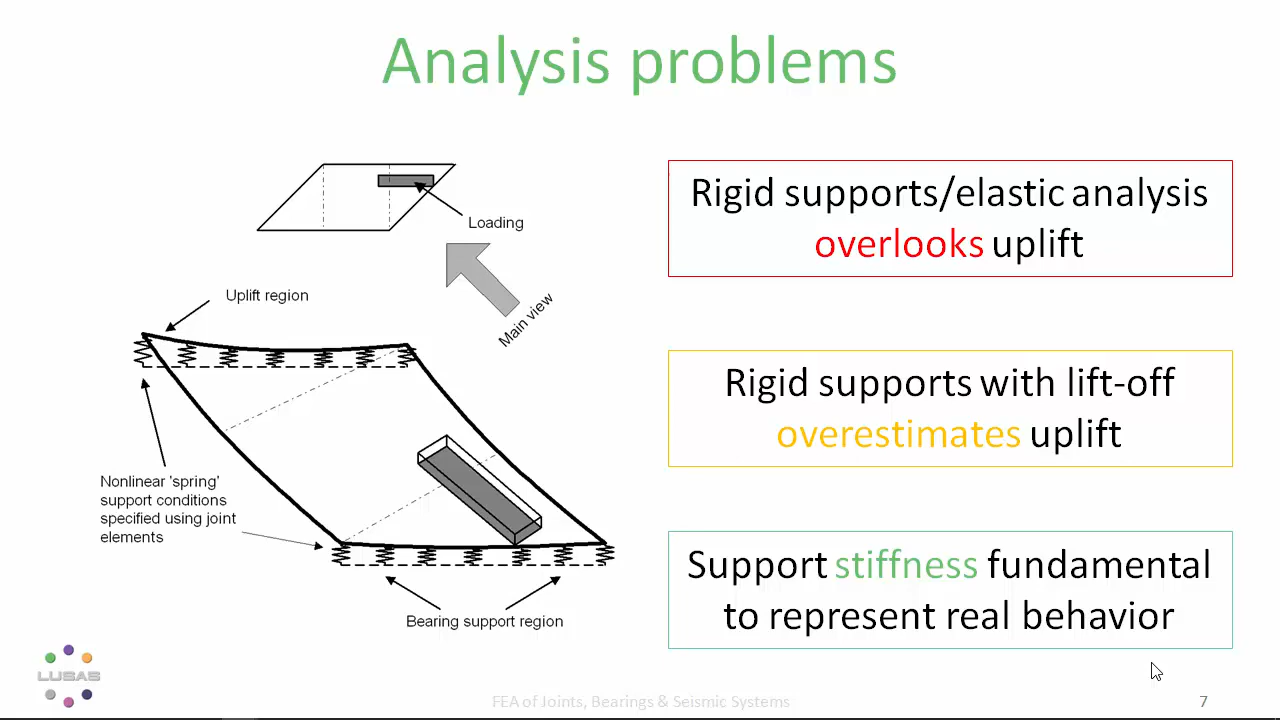 Analysis problems
Loading
Main view
Uplift region
Nonlinear 'spring'
support conditions
specified using joint
elements
Bearing support region
Rigid supports/elastic analysis
overlooks uplift
Rigid supports with lift-off
overestimates uplift
Support stiffness fundamental
to represent real behavior
LUSAS
FEA of Joints, Bearings & Seismic Systems
7